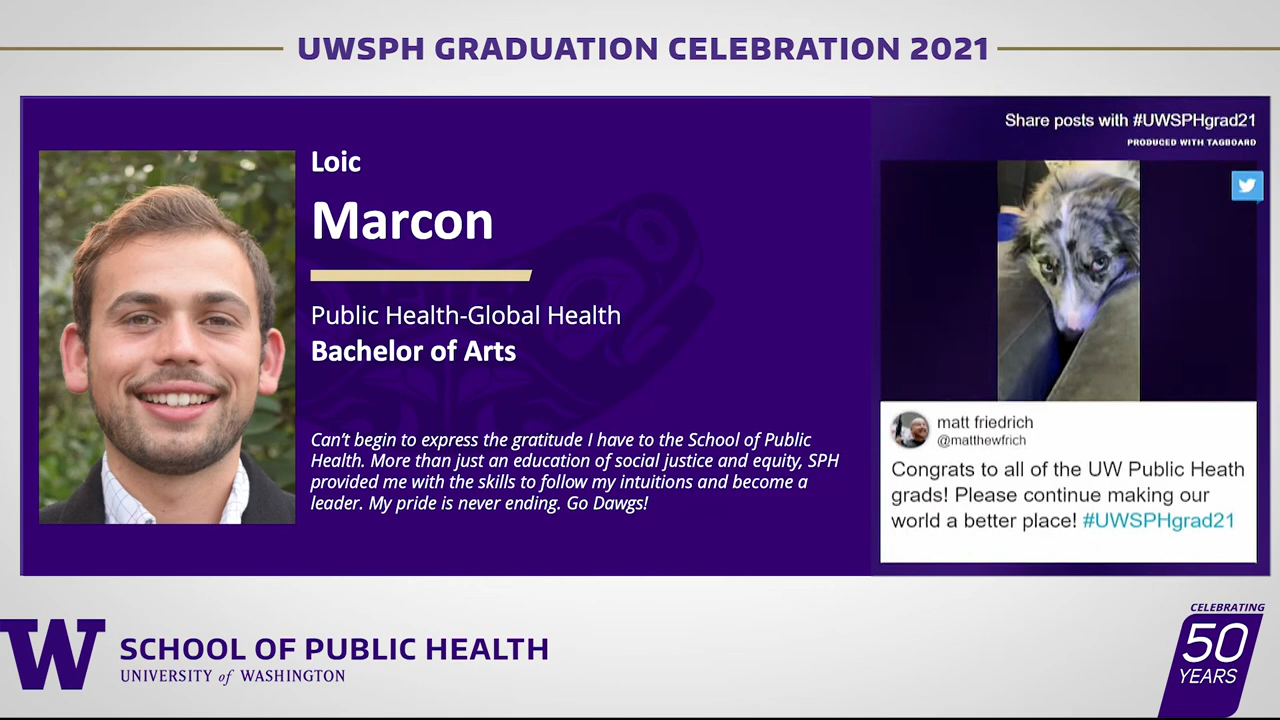 UWSPH GRADUATION CELEBRATION 2021
Loic
Marcon
Public Health-Global Health
Bachelor of Arts
Can't begin to express the gratitude I have to the School of Public
Health. More than just an education of social justice and equity, SPH
provided me with the skills to follow my intuitions and become a
leader. My pride is never ending. Go Dawgs!
Share posts with #UWSPHgrad21
PRODUCED WITH TAGBOARD
matt friedrich
@matthewfrich
Congrats to all of the UW Public Heath
grads! Please continue making our
world a better place! #UWSPHgrad21
W
SCHOOL OF PUBLIC HEALTH
UNIVERSITY of WASHINGTON
CELEBRATING
50
YEARS